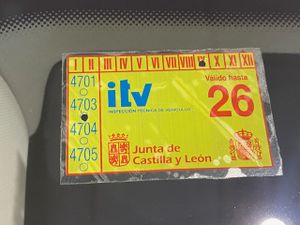 I II III IV V VI VII VIII IX X XI XII
4701
4703
4704
4705
itv
INSPECCIÓN TÉCNICA DE VEHÍCULOS
Válido hasta
26
Junta de
Castilla y León